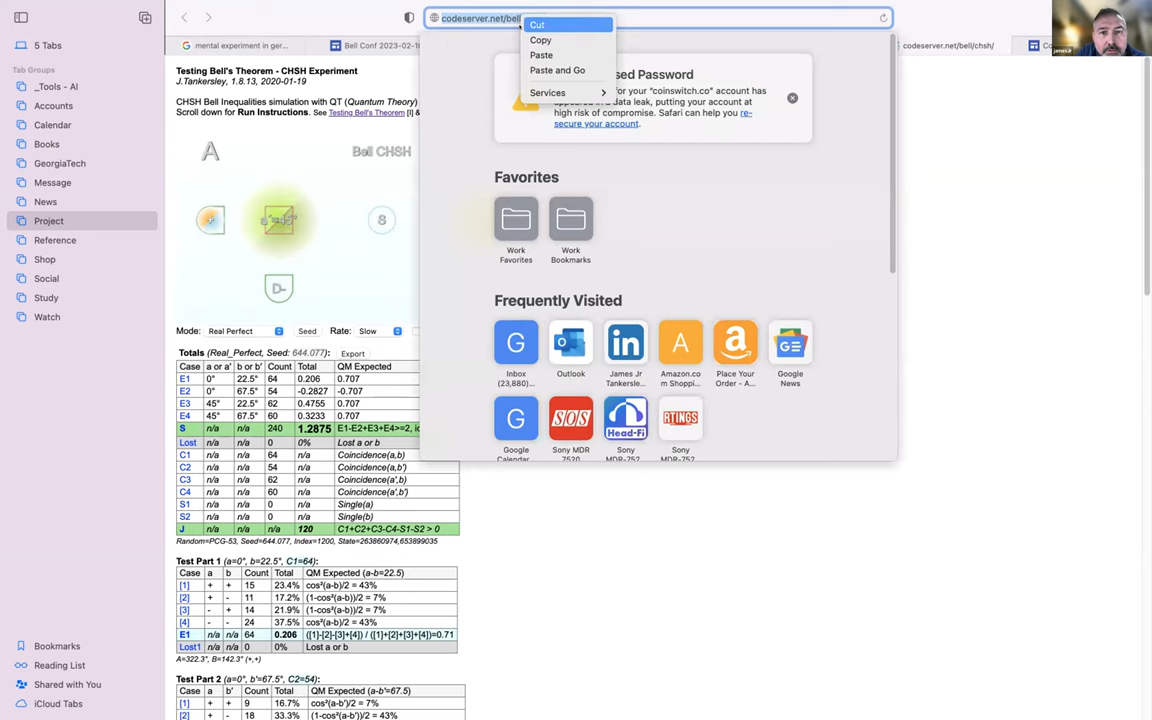 5 Tabs
Tab Groups
_Tools - AI
Accounts
Calendar
Books
GeorgiaTech
Message
News
Project
Reference
Shop
Social
Study
Watch
Bookmarks
Reading List
Shared with You
iCloud Tabs
codeserver.net/bell
mental experiment in ger...
Bell Conf 2023-02-1
codeserver.net/bell/chsh/
Co
james jr
Cut
Copy
Paste
Paste and Go
Services
Testing Bell's Theorem - CHSH Experiment
J.Tankersley, 1.8.13, 2020-01-19
CHSH Bell Inequalities simulation with QT (Quantum Theory)
Scroll down for Run Instructions. See Testing Bell's Theorem [I] &
A
Bell CHSH
+
a'=45°
8
D-
sed Password
for your "coinswitch.co" account has
appeared in a data leak, putting your account at
high risk of compromise. Safari can help you re-
secure your account.
Favorites
Work
Favorites
Work
Bookmarks
Frequently Visited
G
Inbox
(23,880)...
Outlook
in
James Jr
Tankersle...
A
Amazon.co
m Shoppi...
Place Your
Order - A...
Google
News
G
Google
Calendar
SOS
Sony MDR
7520
Head-Fi
Sony
MDR-752
RTINGS
Sony
MDR-752
Mode: Real Perfect Seed Rate: Slow
Totals (Real_Perfect, Seed: 644.077): Export
Case a or a' b or b' Count Total QM Expected
E1 0° 22.5° 64 0.206 0.707
E2 0° 67.5° 54 -0.2827 -0.707
E3 45° 22.5° 62 0.4755 0.707
E4 45° 67.5° 60 0.3233 0.707
S n/a n/a 240 1.2875 E1-E2+E3+E4>=2, ic
Lost n/a n/a 0 0% Lost a or b
C1 n/a n/a 64 n/a Coincidence(a,b)
C2 n/a n/a 54 n/a Coincidence(a,b')
C3 n/a n/a 62 n/a Coincidence(a',b)
C4 n/a n/a 60 n/a Coincidence(a',b')
S1 n/a n/a 0 n/a Single(a)
S2 n/a n/a 0 n/a Single(b)
J n/a n/a n/a 120 C1+C2+C3-C4-S1-S2 > 0
Random=PCG-53, Seed=644.077, Index=1200, State=263860974,653899035
Test Part 1 (a=0°, b=22.5°, C1=64):
Case a b Count Total QM Expected (a-b=22.5)
[1] + + 15 23.4% cos²(a-b)/2 = 43%
[2] + - 11 17.2% (1-cos²(a-b))/2 = 7%
[3] - + 14 21.9% (1-cos²(a-b))/2 = 7%
[4] - - 24 37.5% cos²(a-b)/2 = 43%
E1 n/a n/a 64 0.206 ([1]-[2]-[3]+[4]) / ([1]+[2]+[3]+[4])=0.71
Lost1 n/a n/a 0 0% Lost a or b
A=322.3°, B=142.3° (+,+)
Test Part 2 (a=0°, b'=67.5°, C2=54):
Case a b' Count Total QM Expected (a-b'=67.5)
[1] + + 9 16.7% cos²(a-b')/2 = 7%
[2] + - 18 33.3% (1-cos²(a-b'))/2 = 43%